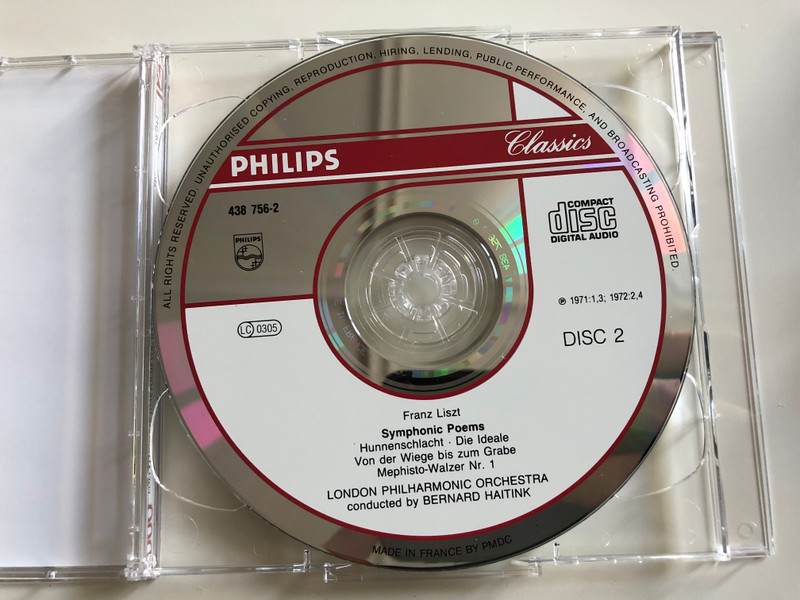 ALL RIGHTS RESERVED. UNAUTHORISED COPYING, REPRODUCTION, HIRING, LENDING, PUBLIC PERFORMANCE, AND BROADCASTING PROHIBITED.
PHILIPS
Classics
438 756-2
PHILIPS
COMPACT
disc
DIGITAL AUDIO
LC 0305
℗ 1971:1,3; 1972:2,4
DISC 2
Franz Liszt
Symphonic Poems
Hunnenschlacht · Die Ideale
Von der Wiege bis zum Grabe
Mephisto-Walzer Nr. 1
LONDON PHILHARMONIC ORCHESTRA
conducted by BERNARD HAITINK
MADE IN FRANCE BY PMDC